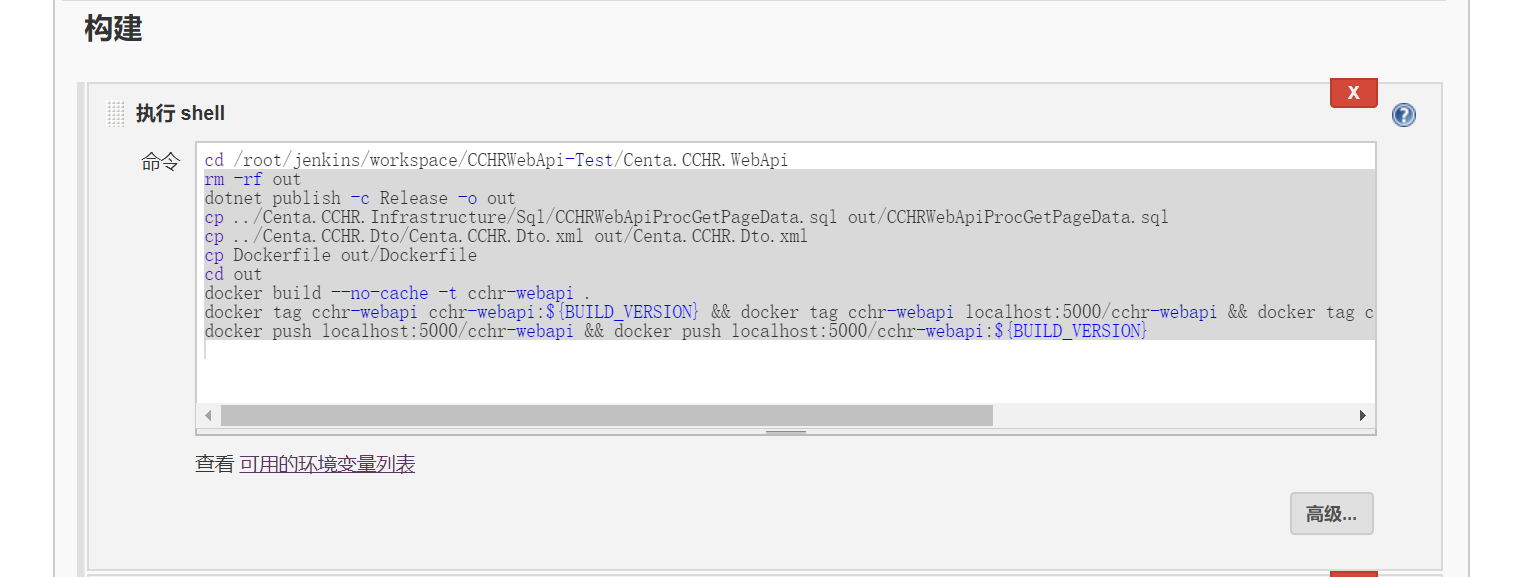 构建
X
执行 shell
?
命令
cd /root/jenkins/workspace/CCHRWebApi-Test/Centa.CCHR.WebApi
rm -rf out
dotnet publish -c Release -o out
cp ../Centa.CCHR.Infrastructure/Sql/CCHRWebApiProcGetPageData.sql out/CCHRWebApiProcGetPageData.sql
cp ../Centa.CCHR.Dto/Centa.CCHR.Dto.xml out/Centa.CCHR.Dto.xml
cp Dockerfile out/Dockerfile
cd out
docker build --no-cache -t cchr-webapi .
docker tag cchr-webapi cchr-webapi:${BUILD_VERSION} && docker tag cchr-webapi localhost:5000/cchr-webapi && docker tag c
docker push localhost:5000/cchr-webapi && docker push localhost:5000/cchr-webapi:${BUILD_VERSION}
查看 可用的环境变量列表
高级...